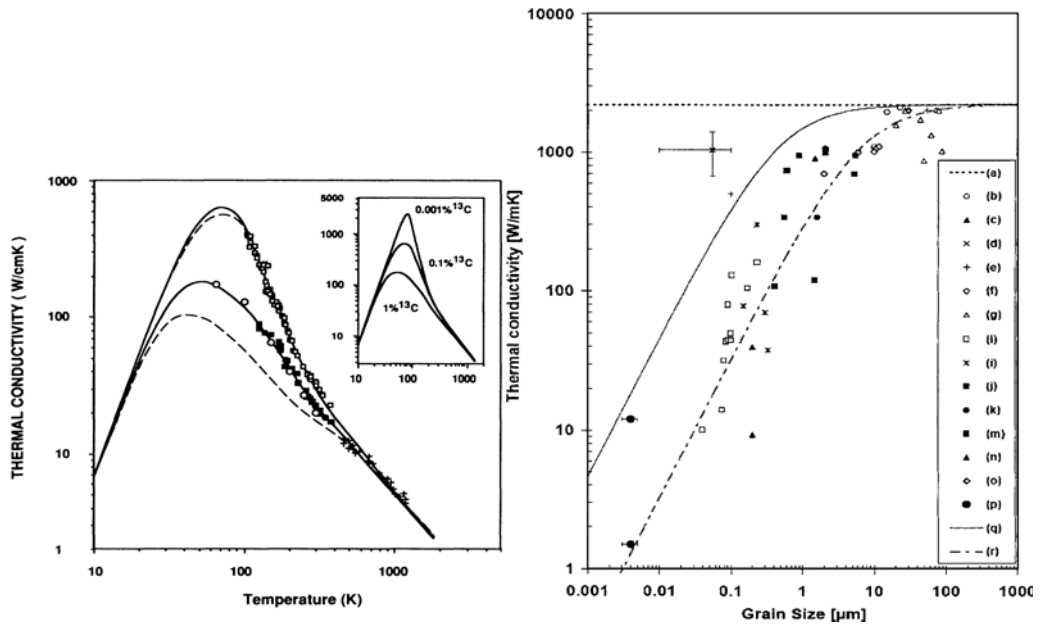 1000
100
10
1
THERMAL CONDUCTIVITY ( W/cmK)
10
100
1000
Temperature (K)
5000
1000
100
10
10
100
1000
0.001%¹³C
0.1%¹³C
1%¹³C
10000
1000
100
10
1
Thermal conductivity [W/mK]
0.001
0.01
0.1
1
10
100
1000
Grain Size [µm]
(a)
(b)
(c)
(d)
(e)
(f)
(g)
(i)
(i)
(j)
(k)
(m)
(n)
(o)
(p)
(q)
(r)